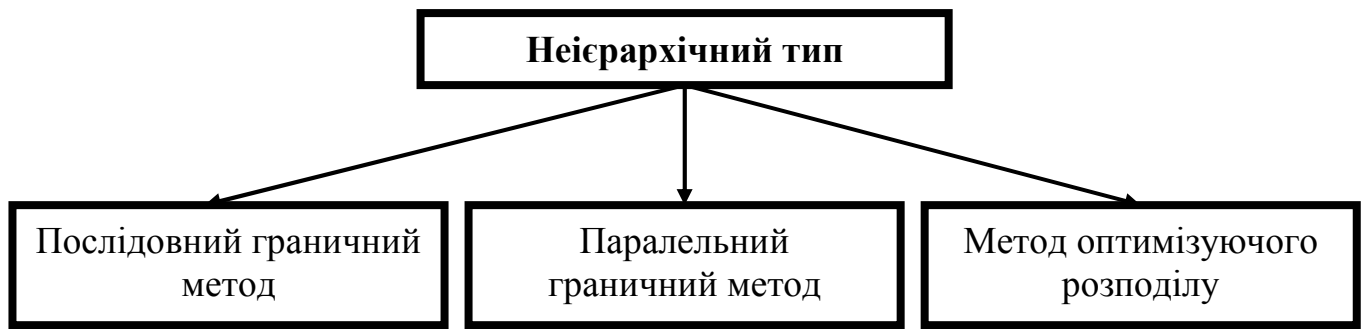 Неієрархічний тип
Послідовний граничний
метод
Паралельний
граничний метод
Метод оптимізуючого
розподілу